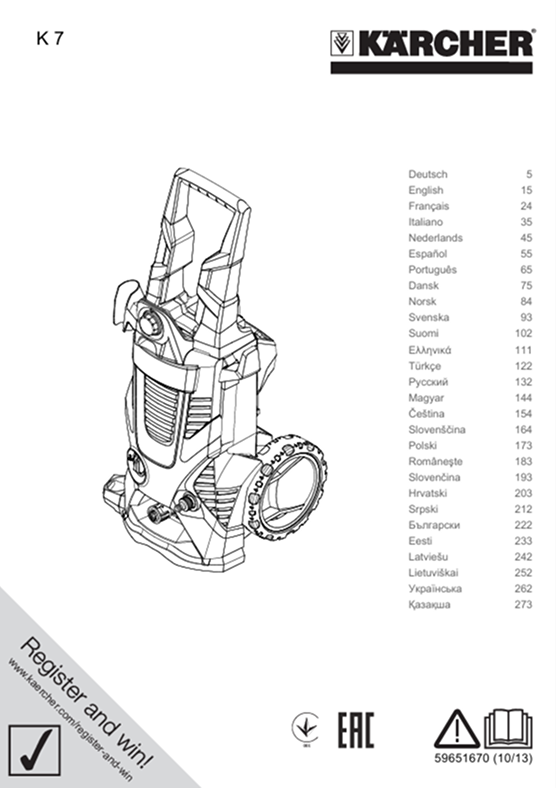 K 7
KÄRCHER®
Deutsch 5
English 15
Français 24
Italiano 35
Nederlands 45
Español 55
Português 65
Dansk 75
Norsk 84
Svenska 93
Suomi 102
Ελληνικά 111
Türkçe 122
Русский 132
Magyar 144
Čeština 154
Slovenščina 164
Polski 173
Româneşte 183
Slovenčina 193
Hrvatski 203
Srpski 212
Български 222
Eesti 233
Latviešu 242
Lietuviškai 252
Українська 262
Қазақша 273
Register and win!
www.kaercher.com/register-and-win
EAC
59651670 (10/13)